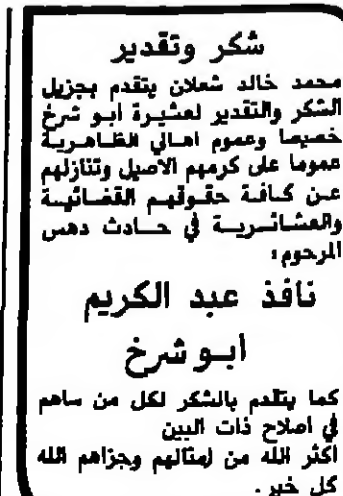 شكر وتقدير
محمد خالد شعلان يتقدم بجزيل
الشكر والتقدير لعشيرة ابو شرخ
خصيصا وعموم اهالي الظاهرية
عموما على كرمهم الاصيل وتنازلهم
عن كافة حقوقهم القضائية
والعشائرية في حادث دهس
المرحوم :
نافذ عبد الكريم
ابو شرخ
كما يتقدم بالشكر لكل من ساهم
في اصلاح ذات البين
اكثر الله من امثالهم وجزاهم الله
كل خير .